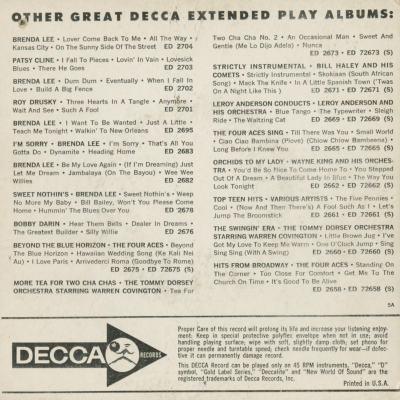 OTHER GREAT DECCA EXTENDED PLAY ALBUMS:
BRENDA LEE • Lover Come Back To Me • All The Way •
Kansas City • On The Sunny Side Of The Street ED 2704
PATSY CLINE • I Fall To Pieces • Lovin' In Vain • Lovesick
Blues • There He Goes ED 2703
BRENDA LEE • Dum Dum • Eventually • When I Fall In
Love • Build A Big Fence ED 2702
ROY DRUSKY • Three Hearts In A Tangle • Anymore •
Wait And See • Such A Fool ED 2701
BRENDA LEE • I Want To Be Wanted • Just A Little •
Teach Me Tonight • Walkin' To New Orleans ED 2695
I'M SORRY • BRENDA LEE • I'm Sorry • That's All You
Gotta Do • Dynamite • Heading Home ED 2683
BRENDA LEE • Be My Love Again • (If I'm Dreaming) Just
Let Me Dream • Jambalaya (On The Bayou) • Wee Wee
Willies ED 2682
SWEET NOTHIN'S • BRENDA LEE • Sweet Nothin's • Weep
No More My Baby • Bill Bailey, Won't You Please Come
Home • Hummin' The Blues Over You ED 2678
BOBBY DARIN • Hear Them Bells • Dealer In Dreams •
The Greatest Builder • Silly Willie ED 2676
BEYOND THE BLUE HORIZON • THE FOUR ACES • Beyond
The Blue Horizon • Hawaiian Wedding Song (Ke Kali Nei
Au) • I Love Paris • Arrivederci Roma (Goodbye To Rome)
ED 2675 • ED 72675 (S)
MORE TEA FOR TWO CHA CHAS • THE TOMMY DORSEY
ORCHESTRA STARRING WARREN COVINGTON • Tea For
Two Cha Cha No. 2 • An Occasional Man • Sweet And
Gentle (Me Lo Dijo Adela) • Nunca
ED 2673 • ED 72673 (S)
STRICTLY INSTRUMENTAL • BILL HALEY AND HIS
COMETS • Strictly Instrumental • Skokiaan (South African
Song) • Mack The Knife • In A Little Spanish Town ('Twas
On A Night Like This) ED 2671 • ED 72671 (S)
LEROY ANDERSON CONDUCTS • LEROY ANDERSON AND
HIS ORCHESTRA • Blue Tango • The Typewriter • Sleigh
Ride • The Waltzing Cat ED 2669 • ED 72669 (S)
THE FOUR ACES SING • Till There Was You • Small World
• Ciao Ciao Bambina (Piove) (Chiow Chiow Bambeena) •
Long Before I Knew You ED 2665 • ED 72665 (S)
ORCHIDS TO MY LADY • WAYNE KING AND HIS ORCHES-
TRA • You'd Be So Nice To Come Home To • You Stepped
Out Of A Dream • A Beautiful Lady In Blue • The Way You
Look Tonight ED 2662 • ED 72662 (S)
TOP TEEN HITS • VARIOUS ARTISTS • The Five Pennies •
Cool • (Now And Then There's) A Fool Such As I • Let's
Jump The Broomstick ED 2661 • ED 72661 (S)
THE SWINGIN' ERA • THE TOMMY DORSEY ORCHESTRA
STARRING WARREN COVINGTON • Little Brown Jug • I've
Got My Love To Keep Me Warm • One O'Clock Jump • Sing
Sing Sing (With A Swing) ED 2660 • ED 72660 (S)
HITS FROM BROADWAY • THE FOUR ACES • Standing On
The Corner • Too Close For Comfort • Get Me To The
Church On Time • It's Good To Be Alive
ED 2658 • ED 72658 (S)
5A
DECCA RECORDS
Proper Care of this record will prolong its life and increase your listening enjoy-
ment: Keep in special protective polyflex envelope when not in use; avoid
handling playing surface; wipe with soft, slightly damp cloth; set phono for
proper needle and turntable speed; check needle frequently for wear—if defec-
tive it can permanently damage record.
This DECCA Record can be played only on 45 RPM instruments. "Decca," "D"
symbol, "Gold Label Series," "Deccalite" and "New World Of Sound" are the
registered trademarks of Decca Records, Inc.
Printed in U.S.A.